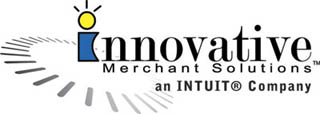 innovative
Merchant Solutions™
an INTUIT® Company